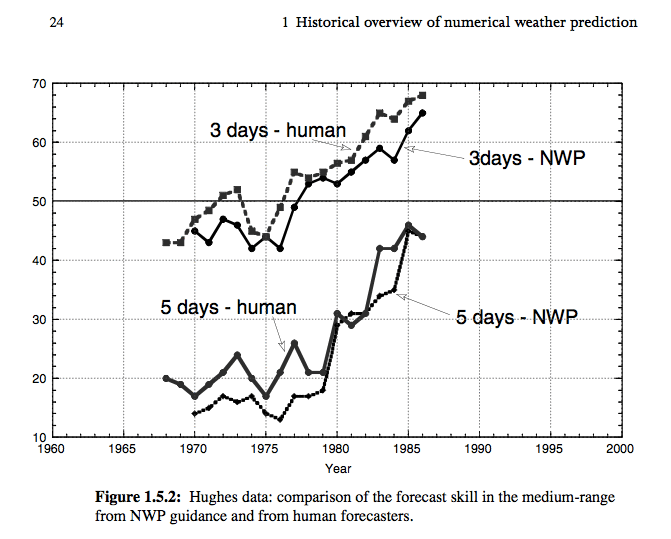 24
1 Historical overview of numerical weather prediction
70
60
50
40
30
20
10
3 days - human
3days - NWP
5 days - human
5 days - NWP
1960
1965
1970
1975
1980
1985
1990
1995
2000
Year
Figure 1.5.2: Hughes data: comparison of the forecast skill in the medium-range
from NWP guidance and from human forecasters.